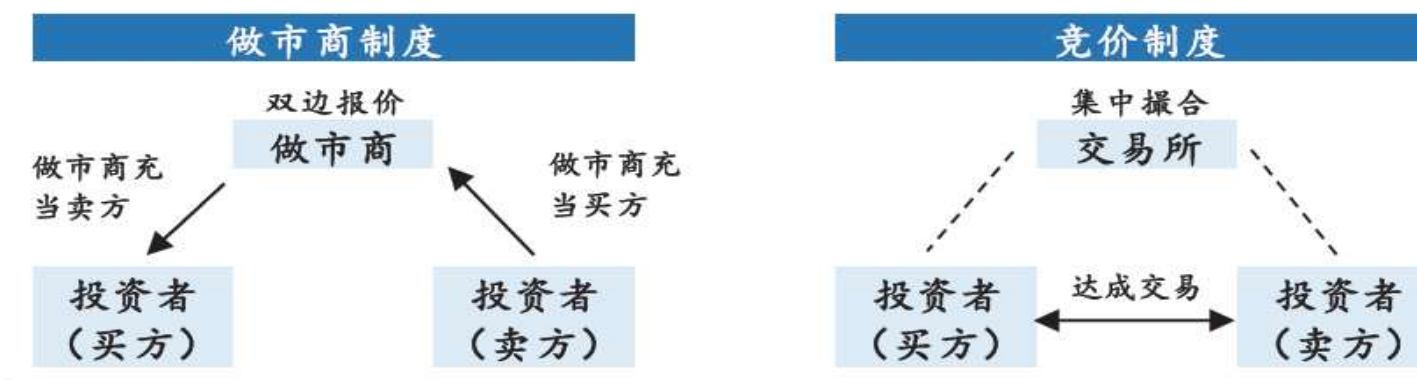 做市商制度
双边报价
做市商
做市商充
当卖方
做市商充
当买方
投资者
（买方）
投资者
（卖方）
竞价制度
集中撮合
交易所
达成交易
投资者
（买方）
投资者
（卖方）